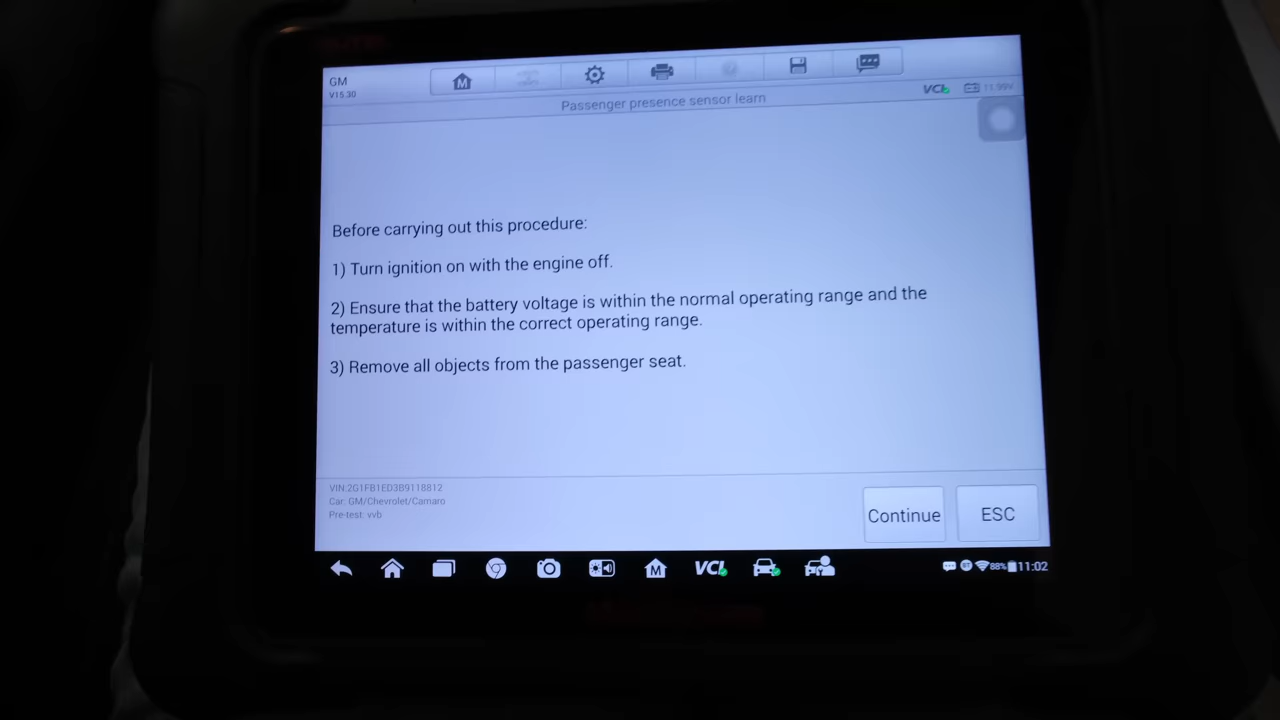 GM
V15.30
M
VCI
11.99V
Passenger presence sensor learn
Before carrying out this procedure:
1) Turn ignition on with the engine off.
2) Ensure that the battery voltage is within the normal operating range and the
temperature is within the correct operating range.
3) Remove all objects from the passenger seat.
VIN:2G1FB1ED3B9118812
Car: GM/Chevrolet/Camaro
Pre-test: vvb
Continue
ESC
M
VCI
88%
11:02